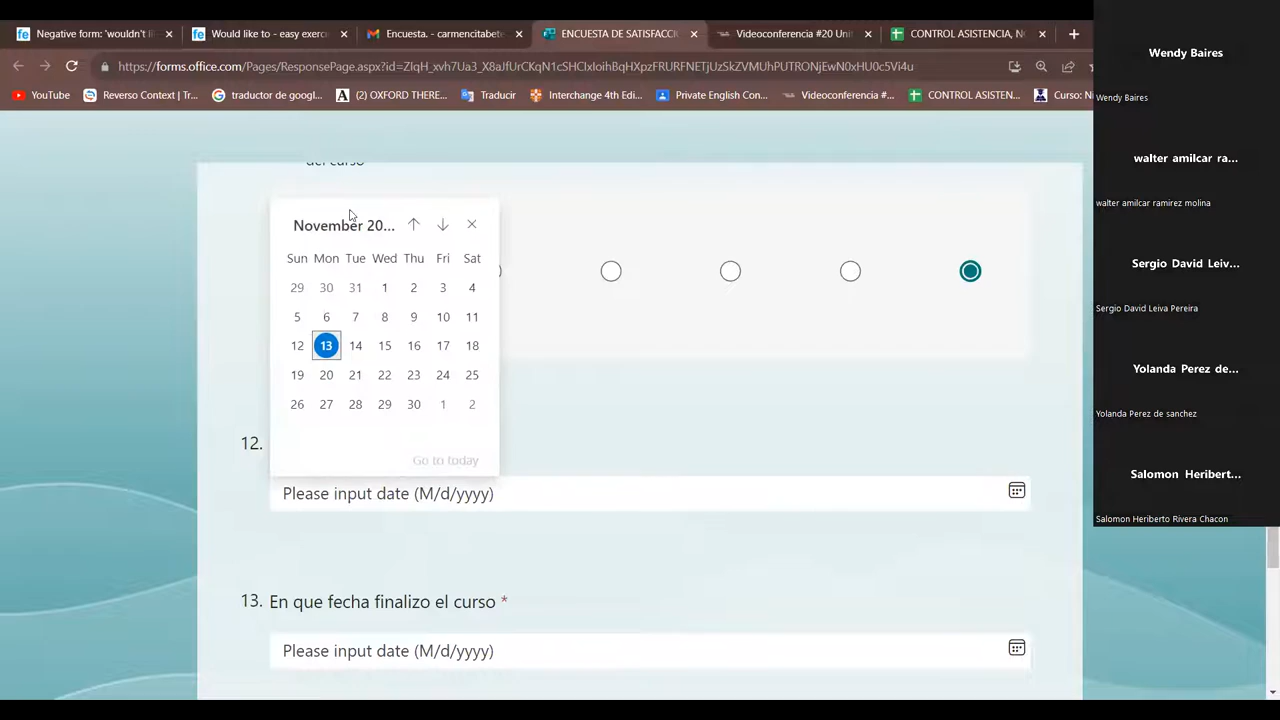 Negative form: 'wouldn't li
Would like to - easy exerc
Encuesta. - carmencitabete
ENCUESTA DE SATISFACCI
Videoconferencia #20 Unit
CONTROL ASISTENCIA, N
https://forms.office.com/Pages/ResponsePage.aspx?id=ZIqH_xvh7Ua3_X8aJfUrCKqN1cSHCIxloihBqHXpzFRURFNETjUzSkZVMUhPUTRONjEwN0xHU0c5Vi4u
YouTube
Reverso Context | Tr...
traductor de googl...
(2) OXFORD THERE...
Traducir
Interchange 4th Edi...
Private English Con...
Videoconferencia #...
CONTROL ASISTEN...
Curso: Ni
del curso
November 20...
Sun Mon Tue Wed Thu Fri Sat
29 30 31 1 2 3 4
5 6 7 8 9 10 11
12 13 14 15 16 17 18
19 20 21 22 23 24 25
26 27 28 29 30 1 2
Go to today
12.
Please input date (M/d/yyyy)
13. En que fecha finalizo el curso *
Please input date (M/d/yyyy)
Wendy Baires
Wendy Baires
walter amilcar ra...
walter amilcar ramirez molina
Sergio David Leiv...
Sergio David Leiva Pereira
Yolanda Perez de...
Yolanda Perez de sanchez
Salomon Heribert...
Salomon Heriberto Rivera Chacon